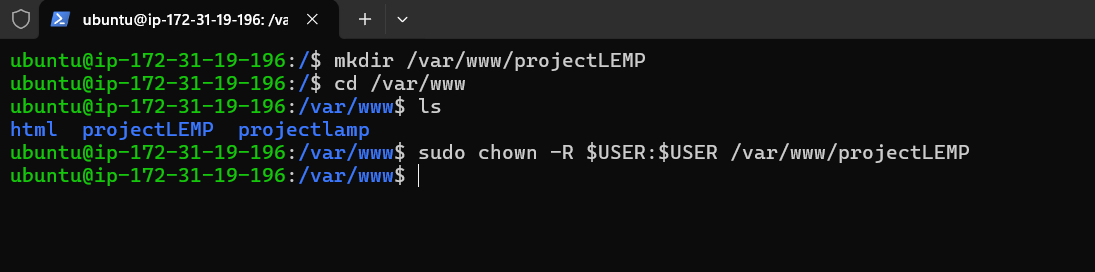 ubuntu@ip-172-31-19-196: /va
ubuntu@ip-172-31-19-196:/$ mkdir /var/www/projectLEMP
ubuntu@ip-172-31-19-196:/$ cd /var/www
ubuntu@ip-172-31-19-196:/var/www$ ls
html  projectLEMP  projectlamp
ubuntu@ip-172-31-19-196:/var/www$ sudo chown -R $USER:$USER /var/www/projectLEMP
ubuntu@ip-172-31-19-196:/var/www$